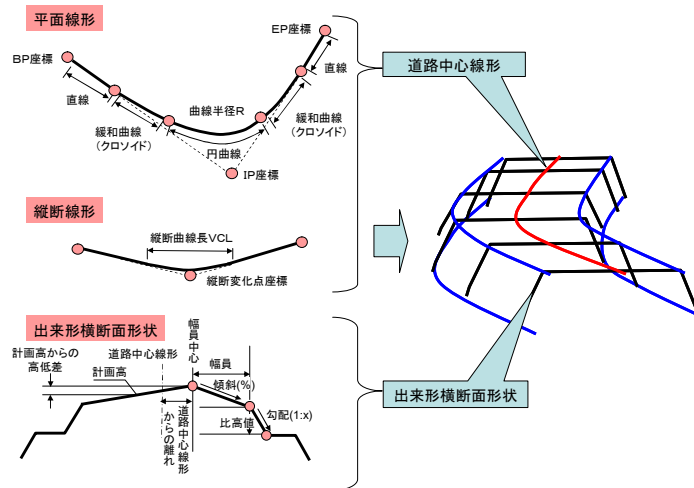 平面線形
EP座標
BP座標
直線
直線
曲線半径R
緩和曲線
(クロソイド)
緩和曲線
(クロソイド)
円曲線
IP座標
道路中心線形
縦断線形
縦断曲線長VCL
縦断変化点座標
出来形横断面形状
幅員中心
計画高からの
高低差
道路中心線形
幅員
計画高
傾斜(%)
勾配(1:x)
比高値
道路中心線形
からの離れ
出来形横断面形状